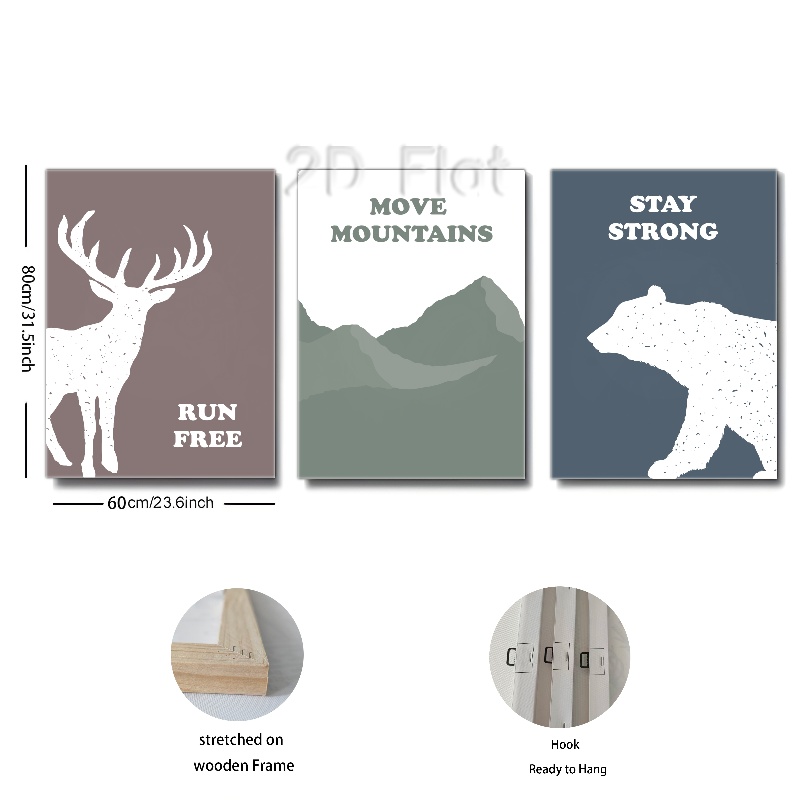 2D Flat
MOVE
MOUNTAINS
STAY
STRONG
RUN
FREE
80cm/31.5inch
60cm/23.6inch
stretched on
wooden Frame
Hook
Ready to Hang